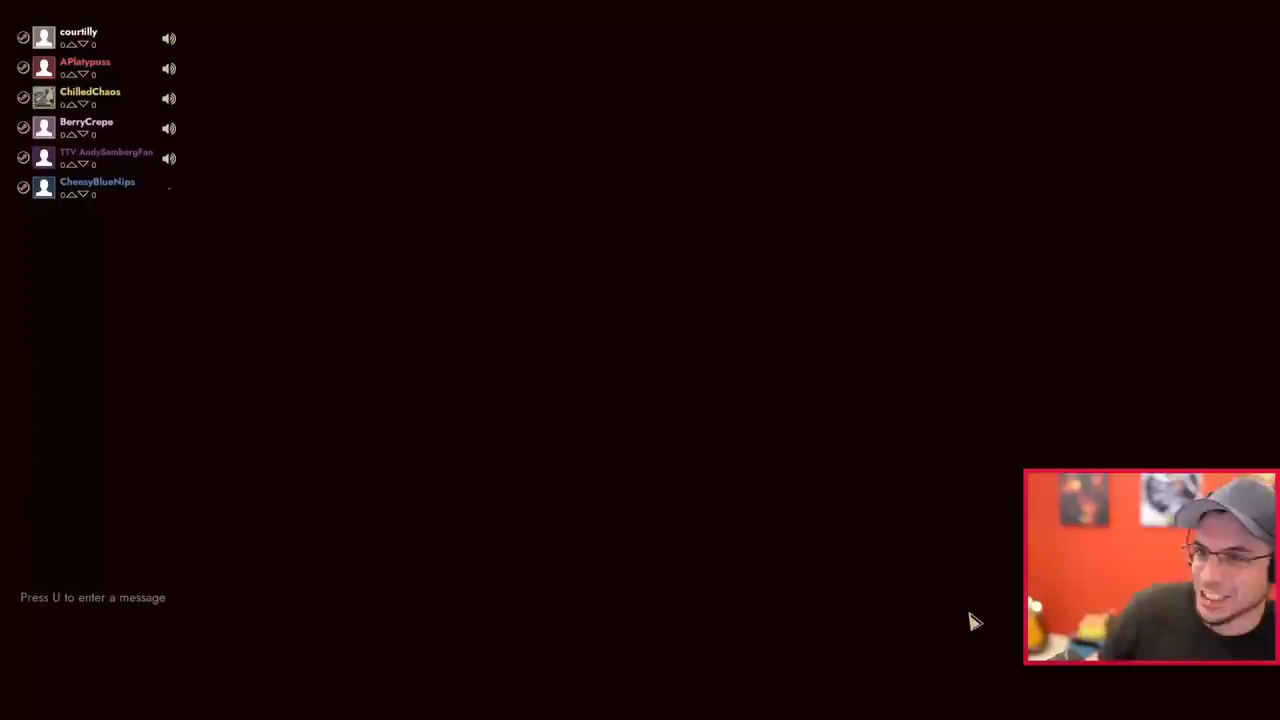 courtilly
0 0
APlatypuss
0 0
ChilledChaos
0 0
BerryCrepe
0 0
TTV AndySambergFan
0 0
CheesyBlueNips
0 0
-
Press U to enter a message